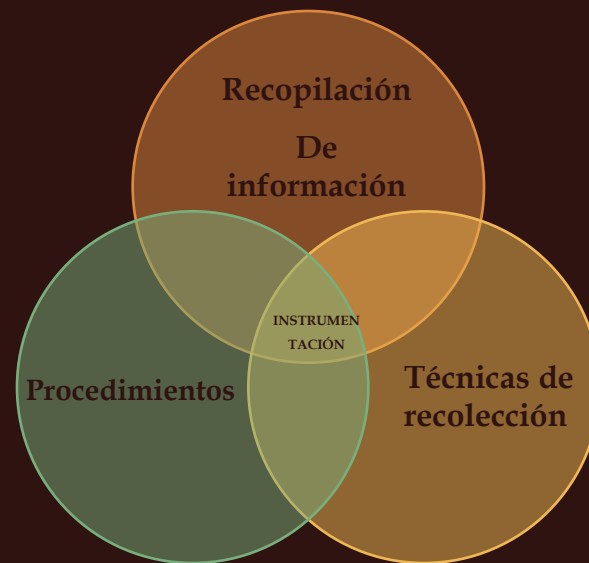 Recopilación
De
información
INSTRUMEN
TACIÓN
Procedimientos
Técnicas de
recolección